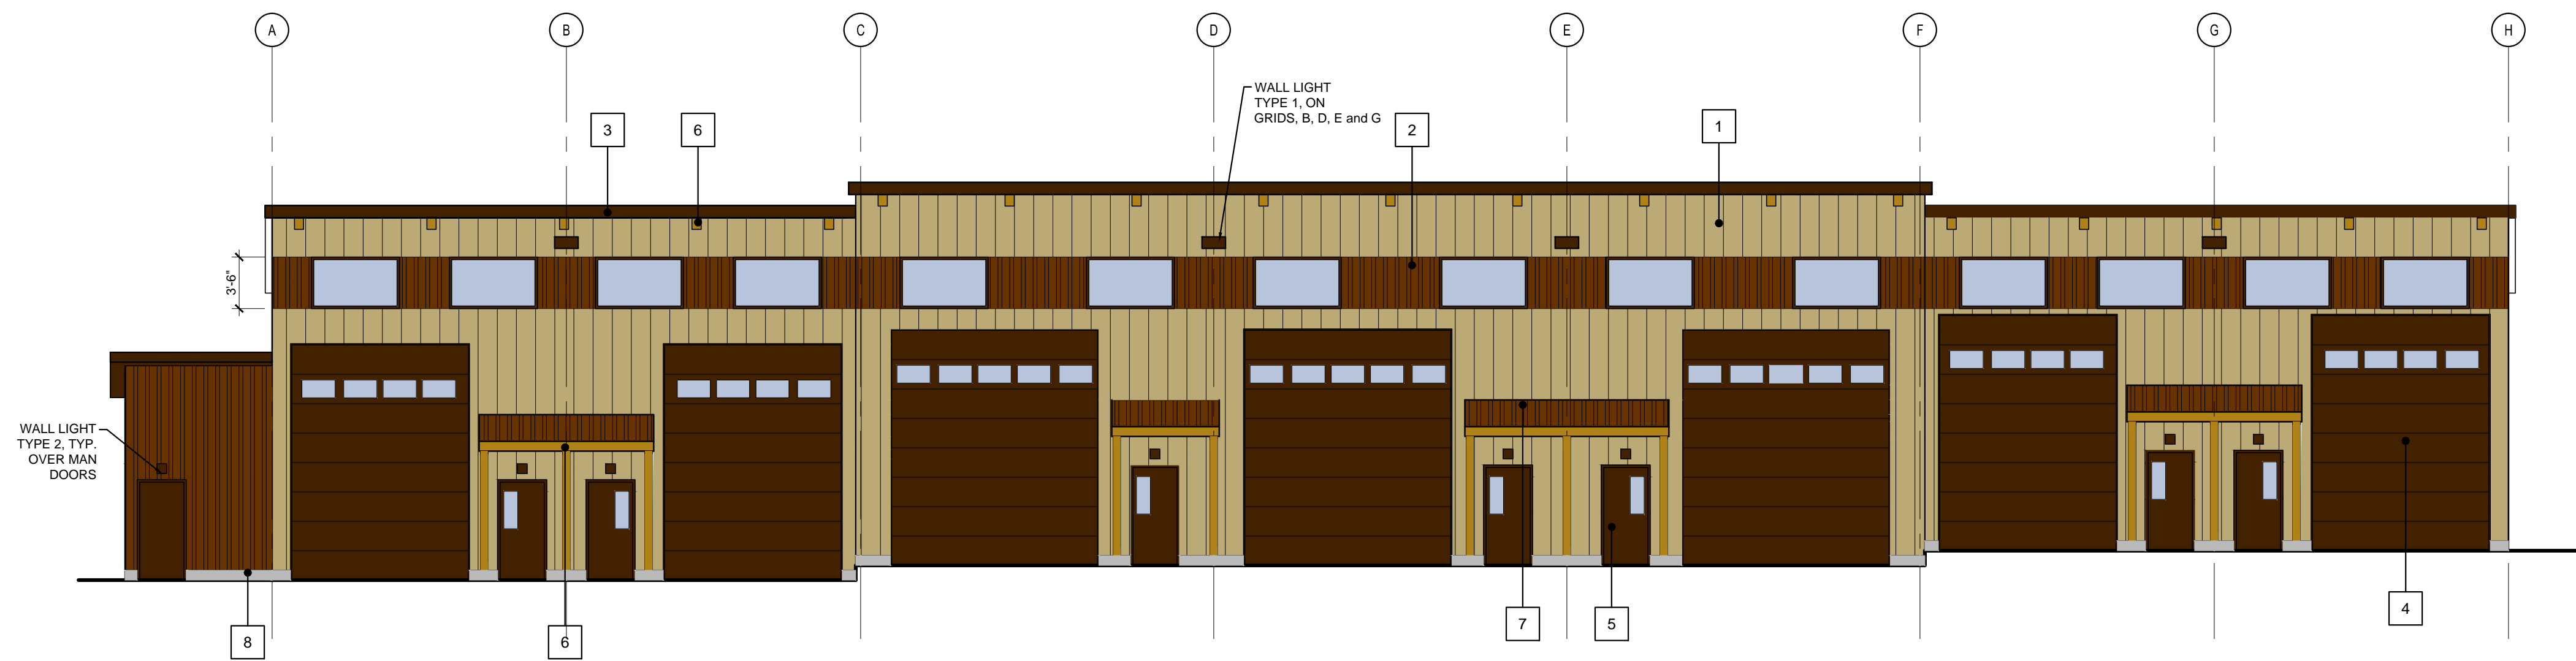 A
B
C
D
E
F
G
H
WALL LIGHT
TYPE 1, ON
GRIDS, B, D, E and G
3
6
2
1
3'-6"
WALL LIGHT
TYPE 2, TYP.
OVER MAN
DOORS
8
6
7
5
4